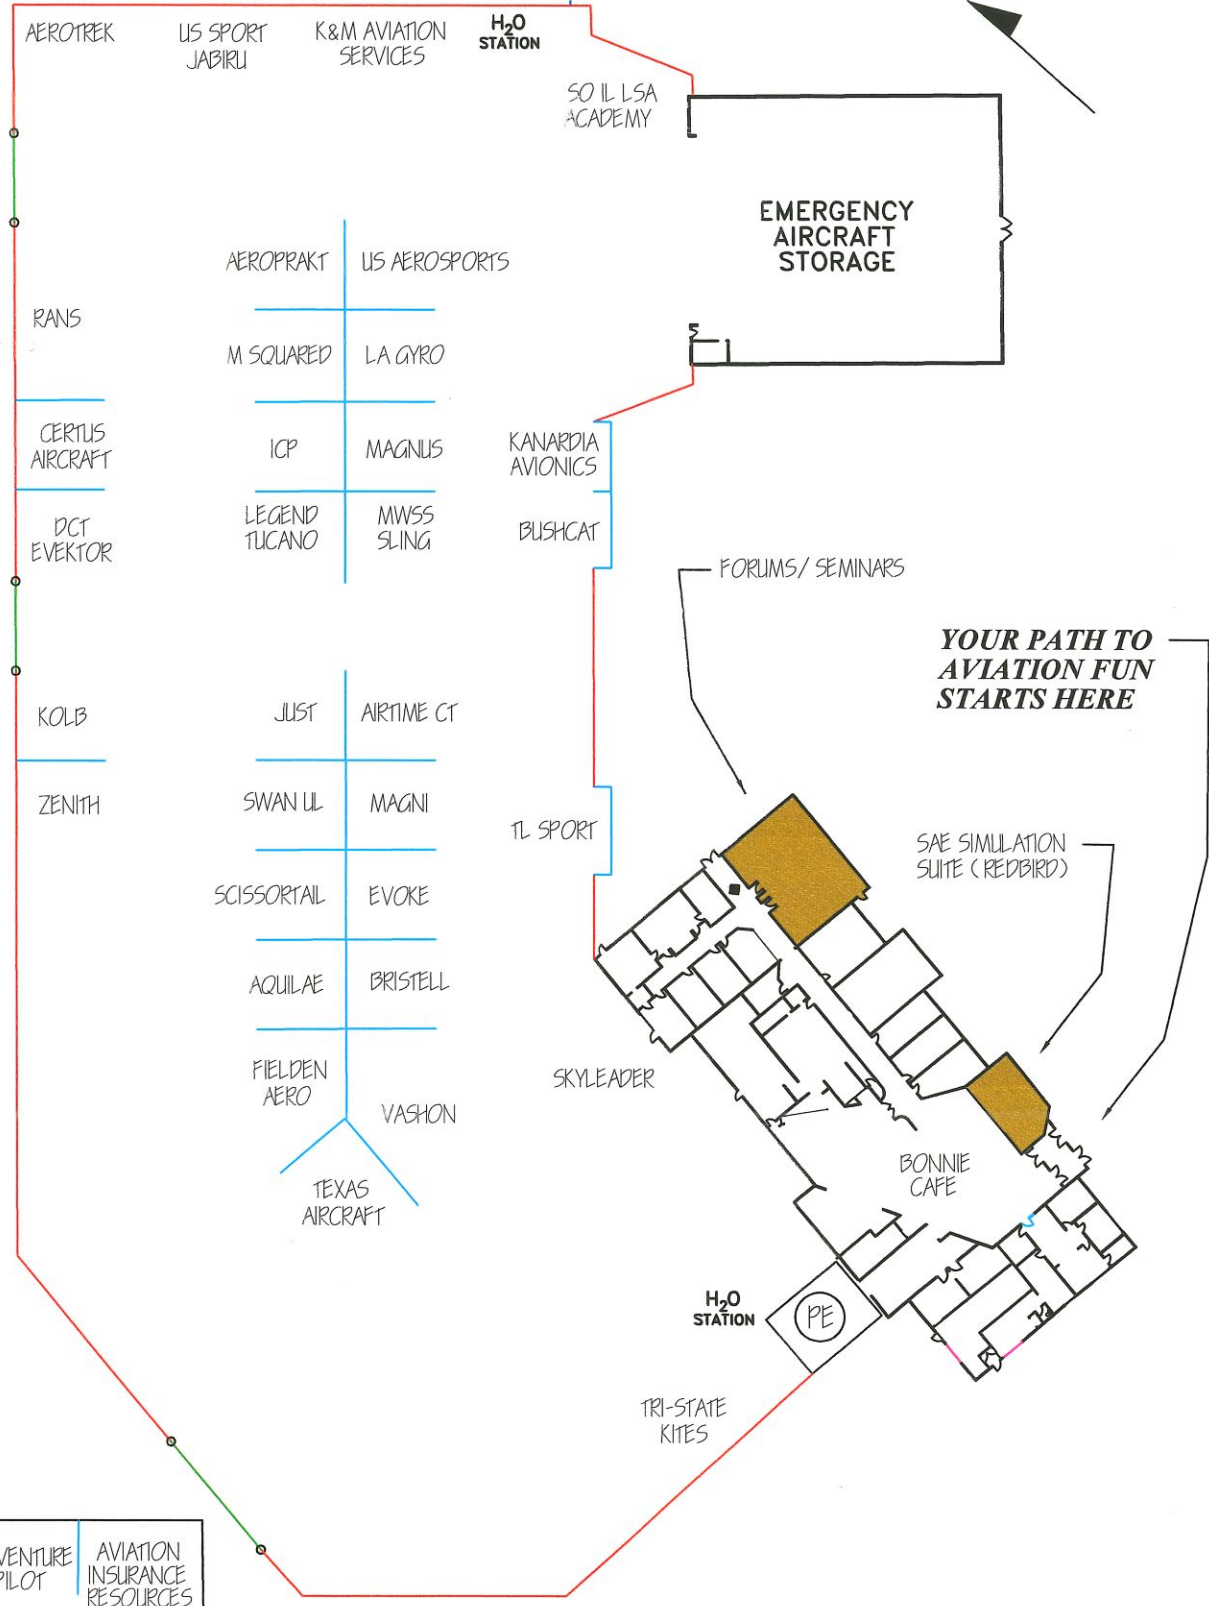 AEROTREK
US SPORT
JABIRU
K&M AVIATION
SERVICES
H2O
STATION
SO IL LSA
ACADEMY
EMERGENCY
AIRCRAFT
STORAGE
AEROPRAKT
US AEROSPORTS
RANS
M SQUARED
LA GYRO
CERTUS
AIRCRAFT
ICP
MAGNUS
KANARDIA
AVIONICS
DCT
EVEKTOR
LEGEND
TUCANO
MWSS
SLING
BUSHCAT
FORUMS/ SEMINARS
YOUR PATH TO
AVIATION FUN
STARTS HERE
KOLB
JUST
AIRTIME CT
ZENITH
SWAN UL
MAGNI
TL SPORT
SAE SIMULATION
SUITE (REDBIRD)
SCISSORTAIL
EVOKE
AQUILAE
BRISTELL
FIELDEN
AERO
VASHON
SKYLEADER
TEXAS
AIRCRAFT
BONNIE
CAFE
H2O
STATION
PE
TRI-STATE
KITES
VENTURE
PILOT
AVIATION
INSURANCE
RESOURCES